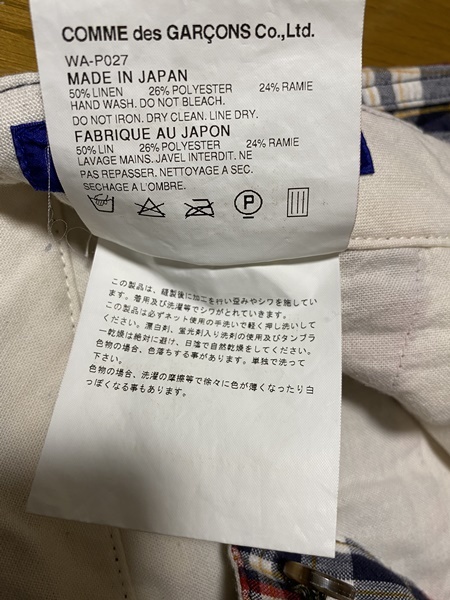 COMME des GARÇONS Co.,Ltd.
WA-P027
MADE IN JAPAN
50% LINEN 26% POLYESTER 24% RAMIE
HAND WASH. DO NOT BLEACH.
DO NOT IRON. DRY CLEAN. LINE DRY.
FABRIQUE AU JAPON
50% LIN 26% POLYESTER 24% RAMIE
LAVAGE MAINS. JAVEL INTERDIT. NE
PAS REPASSER. NETTOYAGE A SEC.
SECHAGE A L'OMBRE.
P
この製品は、縫製後に加工を行い歪みやシワを施してい
ます。着用及び洗濯等でシワがとれていきます。
この製品は必ずネット使用の手洗いで軽く押し洗いして
ください。漂白剤、蛍光剤入り洗剤の使用及びタンブラ
ー乾燥は絶対に避け、日陰で自然乾燥をしてください。
色物の場合、色落ちする事があります。単独で洗って
下さい。
色物の場合、洗濯の摩擦等で徐々に色が薄くなったり白
っぽくなる事もあります。